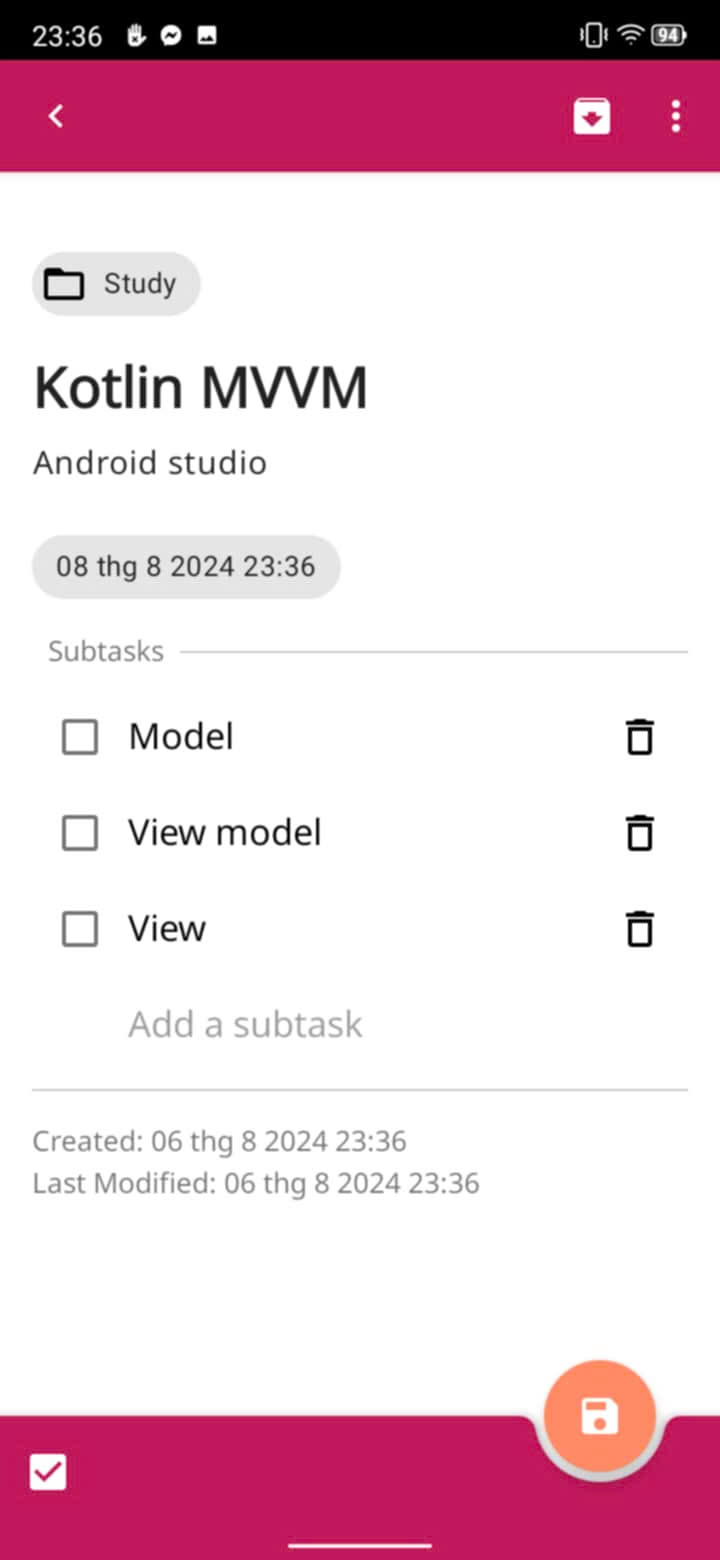 23:36
94
Study
Kotlin MVVM
Android studio
08 thg 8 2024 23:36
Subtasks
Model
View model
View
Add a subtask
Created: 06 thg 8 2024 23:36
Last Modified: 06 thg 8 2024 23:36